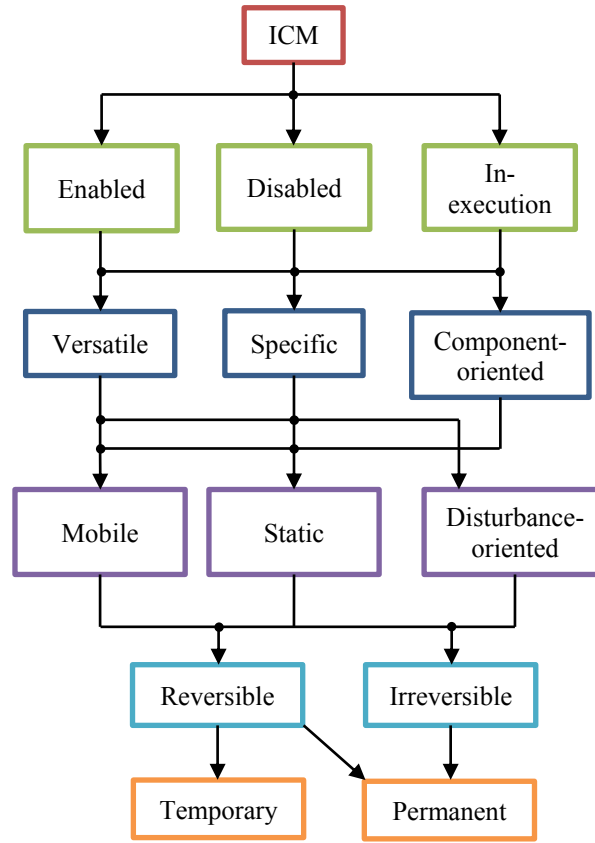 ICM
Enabled
Disabled
In-
execution
Versatile
Specific
Component-
oriented
Mobile
Static
Disturbance-
oriented
Reversible
Irreversible
Temporary
Permanent